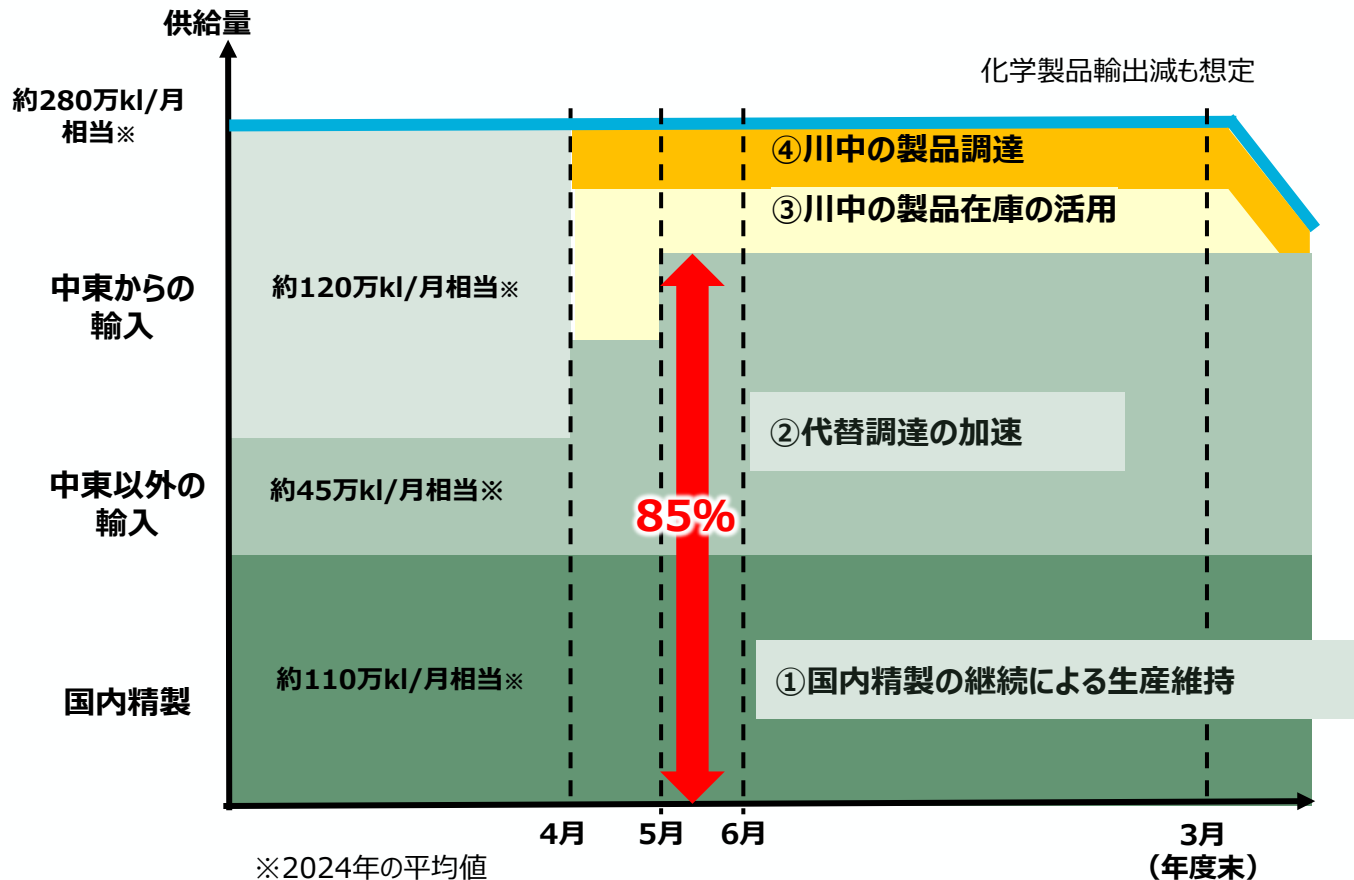 供給量
約280万kl/月
相当※
化学製品輸出減も想定
④川中の製品調達
③川中の製品在庫の活用
中東からの
輸入
約120万kl/月相当※
②代替調達の加速
中東以外の
輸入
約45万kl/月相当※
85%
国内精製
約110万kl/月相当※
①国内精製の継続による生産維持
4月
5月
6月
3月
（年度末）
※2024年の平均値